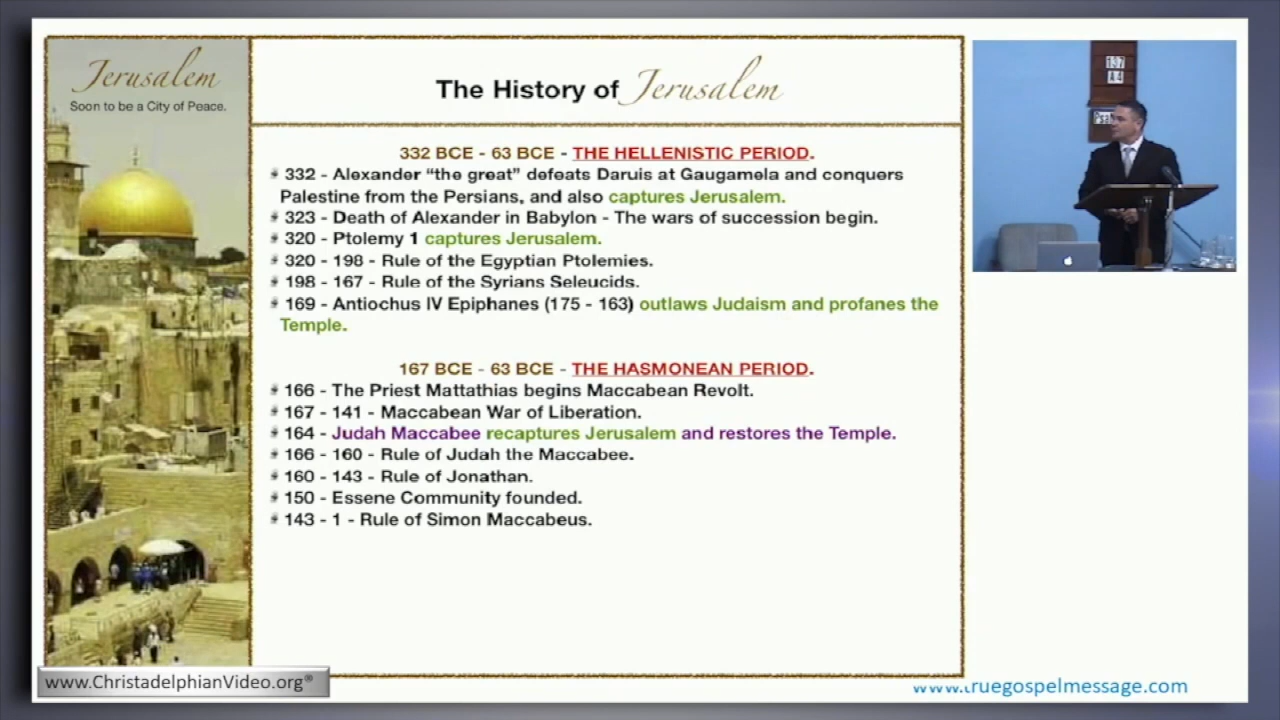 Jerusalem
Soon to be a City of Peace.
The History of Jerusalem
332 BCE - 63 BCE - THE HELLENISTIC PERIOD.
332 - Alexander “the great” defeats Daruis at Gaugamela and conquers
Palestine from the Persians, and also captures Jerusalem.
323 - Death of Alexander in Babylon - The wars of succession begin.
320 - Ptolemy 1 captures Jerusalem.
320 - 198 - Rule of the Egyptian Ptolemies.
198 - 167 - Rule of the Syrians Seleucids.
169 - Antiochus IV Epiphanes (175 - 163) outlaws Judaism and profanes the
Temple.
167 BCE - 63 BCE - THE HASMONEAN PERIOD.
166 - The Priest Mattathias begins Maccabean Revolt.
167 - 141 - Maccabean War of Liberation.
164 - Judah Maccabee recaptures Jerusalem and restores the Temple.
166 - 160 - Rule of Judah the Maccabee.
160 - 143 - Rule of Jonathan.
150 - Essene Community founded.
143 - 1 - Rule of Simon Maccabeus.
137
A4
www.ChristadelphianVideo.org®
www.truegospelmessage.com